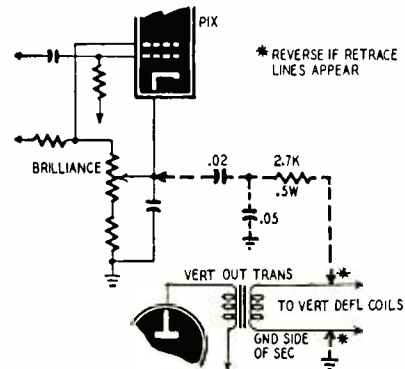 PIX
* REVERSE IF RETRACE
LINES APPEAR
BRILLIANCE
.02
2.7K
.5W
.05
VERT OUT TRANS
*
TO VERT DEFL COILS
GND SIDE
OF SEC
*